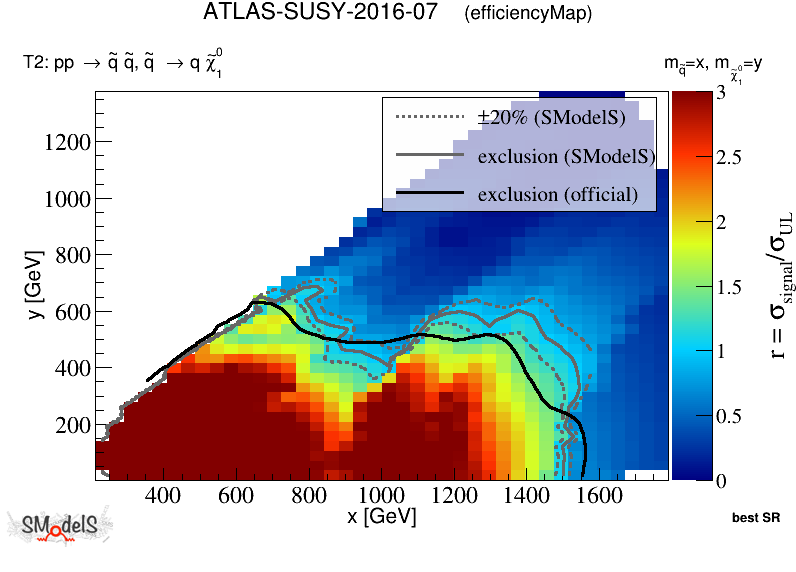 ATLAS-SUSY-2016-07 (efficiencyMap)
T2: pp → q̃ q̃, q̃ → q χ̃₁⁰
m_q̃=x, m_χ̃₁⁰=y
±20% (SModelS)
exclusion (SModelS)
exclusion (official)
1200
1000
800
600
400
200
y [GeV]
400 600 800 1000 1200 1400 1600
x [GeV]
3
2.5
2
1.5
1
0.5
0
r = σ_signal/σ_UL
best SR
SModelS